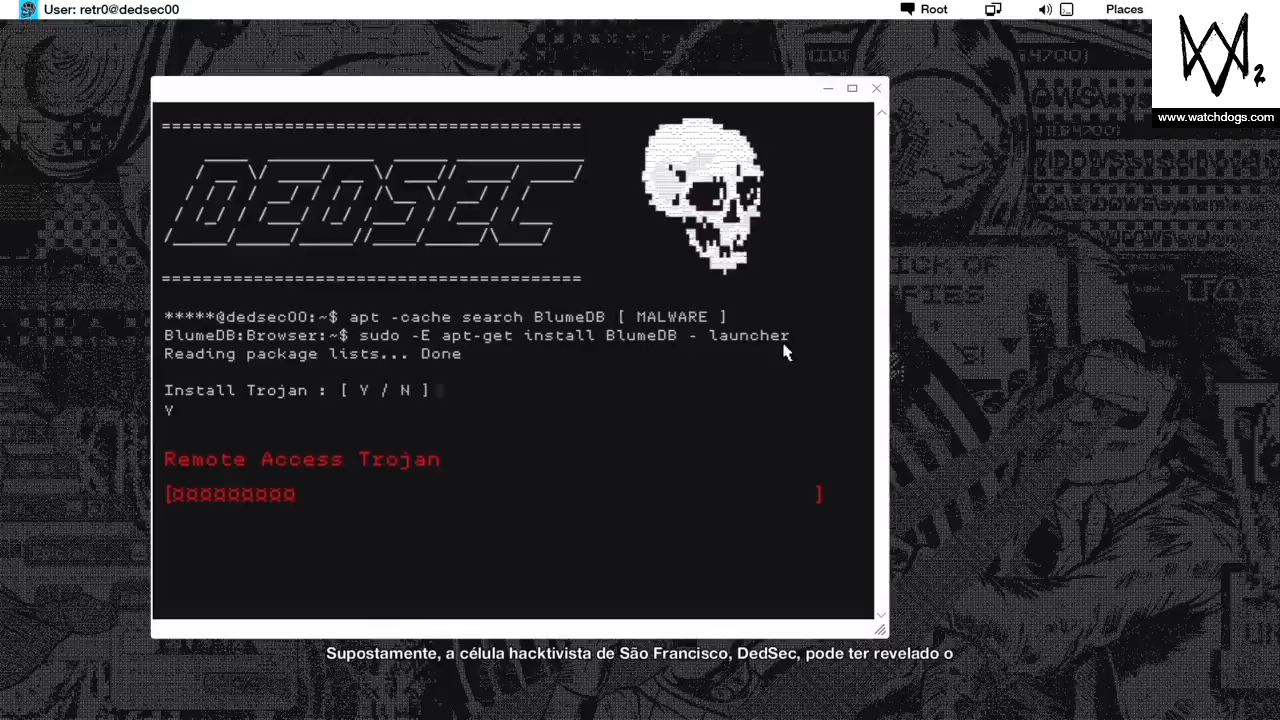 User: retr0@dedsec00
Root
Places
2
www.watchdogs.com
=========================================
DEDSEC
=========================================
*****@dedsec00:~$ apt -cache search BlumeDB [ MALWARE ]
BlumeDB:Browser:~$ sudo -E apt-get install BlumeDB - launcher
Reading package lists... Done
Install Trojan : [ Y / N ]
Y
Remote Access Trojan
[¤¤¤¤¤¤¤¤¤ ]
Supostamente, a célula hacktivista de São Francisco, DedSec, pode ter revelado o